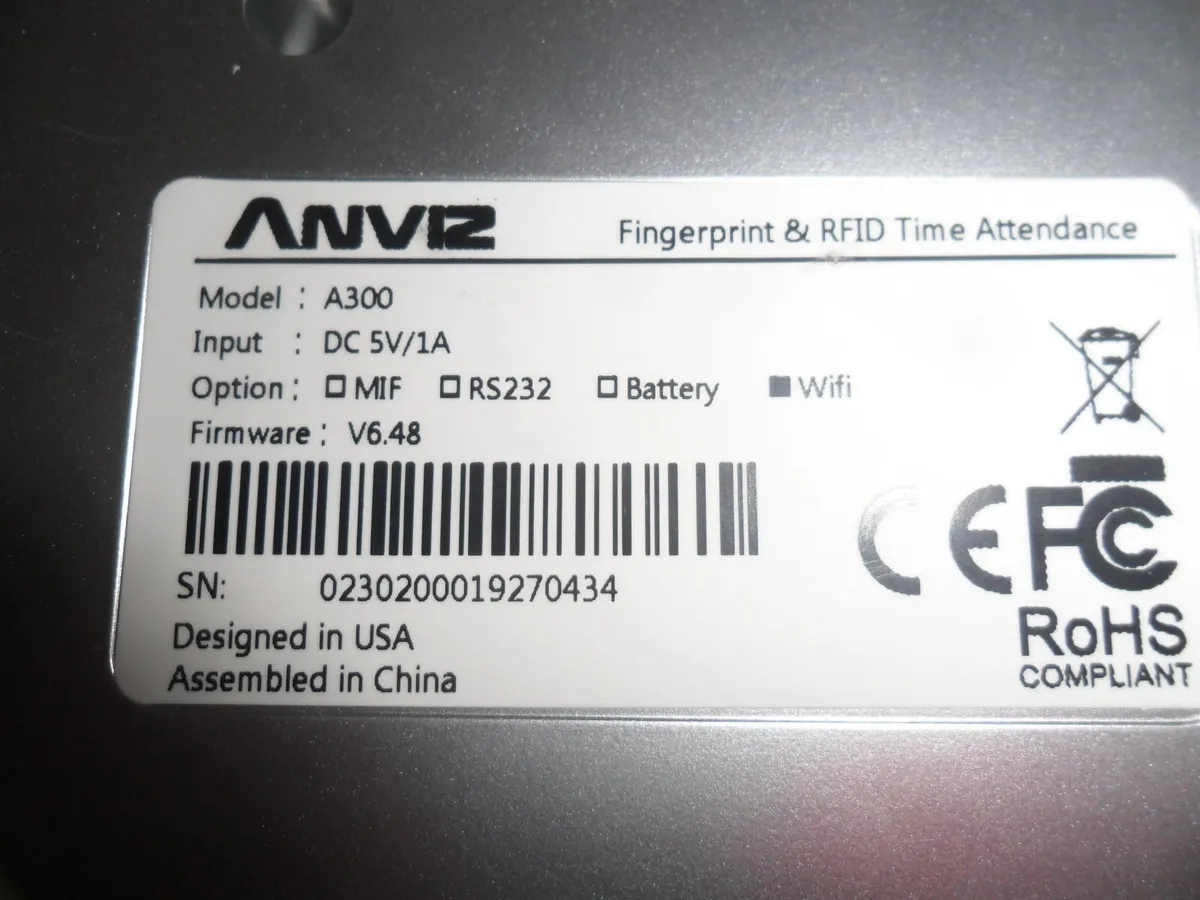 ANVIZ Fingerprint & RFID Time Attendance
Model : A300
Input : DC 5V/1A
Option : ☐ MIF ☐ RS232 ☐ Battery ■ Wifi
Firmware : V6.48
SN: 0230200019270434
Designed in USA
Assembled in China
CE FC
RoHS
COMPLIANT